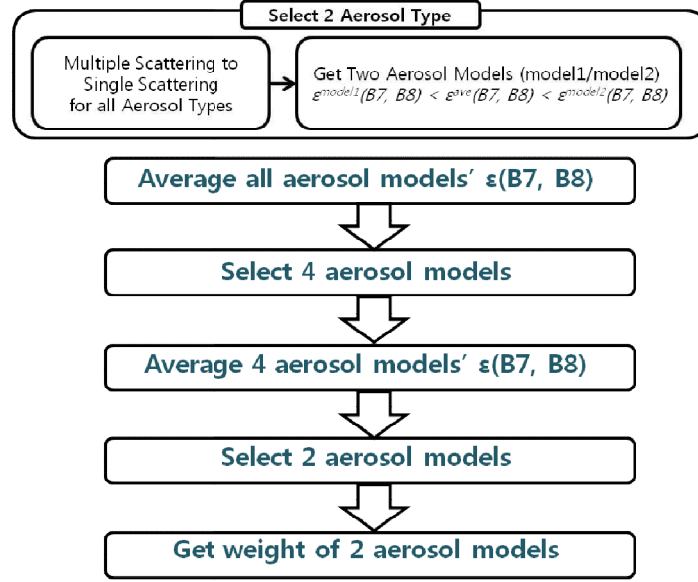 Select 2 Aerosol Type
Multiple Scattering to
Single Scattering
for all Aerosol Types
Get Two Aerosol Models (model1/model2)
ε^model1(B7, B8) < ε^ave(B7, B8) < ε^model2(B7, B8)
Average all aerosol models' ε(B7, B8)
Select 4 aerosol models
Average 4 aerosol models' ε(B7, B8)
Select 2 aerosol models
Get weight of 2 aerosol models